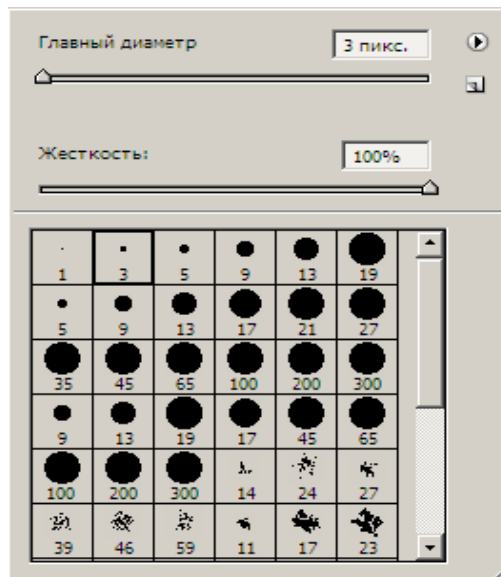 Главный диаметр 3 пикс.
Жесткость: 100%
1 3 5 9 13 19
5 9 13 17 21 27
35 45 65 100 200 300
9 13 19 17 45 65
100 200 300 14 24 27
39 46 59 11 17 23